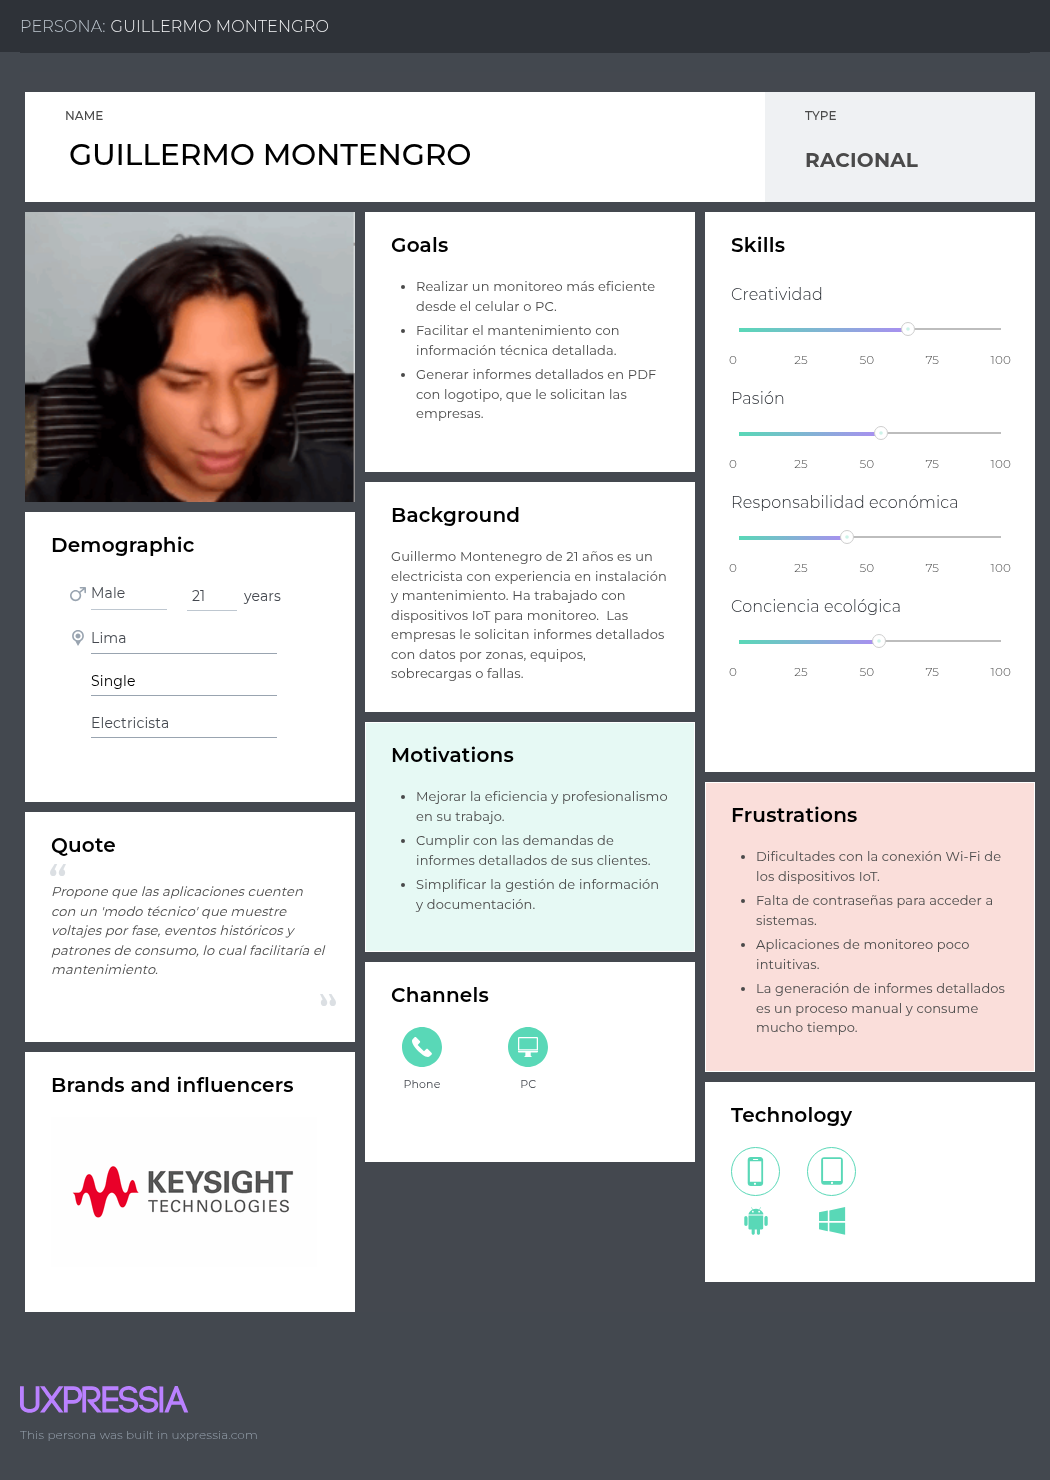 PERSONA: GUILLERMO MONTENGRO
NAME
GUILLERMO MONTENGRO
TYPE
RACIONAL
Demographic
Male 21 years
Lima
Single
Electricista
Quote
“
Propone que las aplicaciones cuenten
con un 'modo técnico' que muestre
voltajes por fase, eventos históricos y
patrones de consumo, lo cual facilitaría el
mantenimiento.
”
Brands and influencers
KEYSIGHT
TECHNOLOGIES
Goals
• Realizar un monitoreo más eficiente
desde el celular o PC.
• Facilitar el mantenimiento con
información técnica detallada.
• Generar informes detallados en PDF
con logotipo, que le solicitan las
empresas.
Background
Guillermo Montenegro de 21 años es un
electricista con experiencia en instalación
y mantenimiento. Ha trabajado con
dispositivos IoT para monitoreo.  Las
empresas le solicitan informes detallados
con datos por zonas, equipos,
sobrecargas o fallas.
Motivations
• Mejorar la eficiencia y profesionalismo
en su trabajo.
• Cumplir con las demandas de
informes detallados de sus clientes.
• Simplificar la gestión de información
y documentación.
Channels
Phone PC
Skills
Creatividad
0 25 50 75 100
Pasión
0 25 50 75 100
Responsabilidad económica
0 25 50 75 100
Conciencia ecológica
0 25 50 75 100
Frustrations
• Dificultades con la conexión Wi-Fi de
los dispositivos IoT.
• Falta de contraseñas para acceder a
sistemas.
• Aplicaciones de monitoreo poco
intuitivas.
• La generación de informes detallados
es un proceso manual y consume
mucho tiempo.
Technology
UXPRESSIA
This persona was built in uxpressia.com